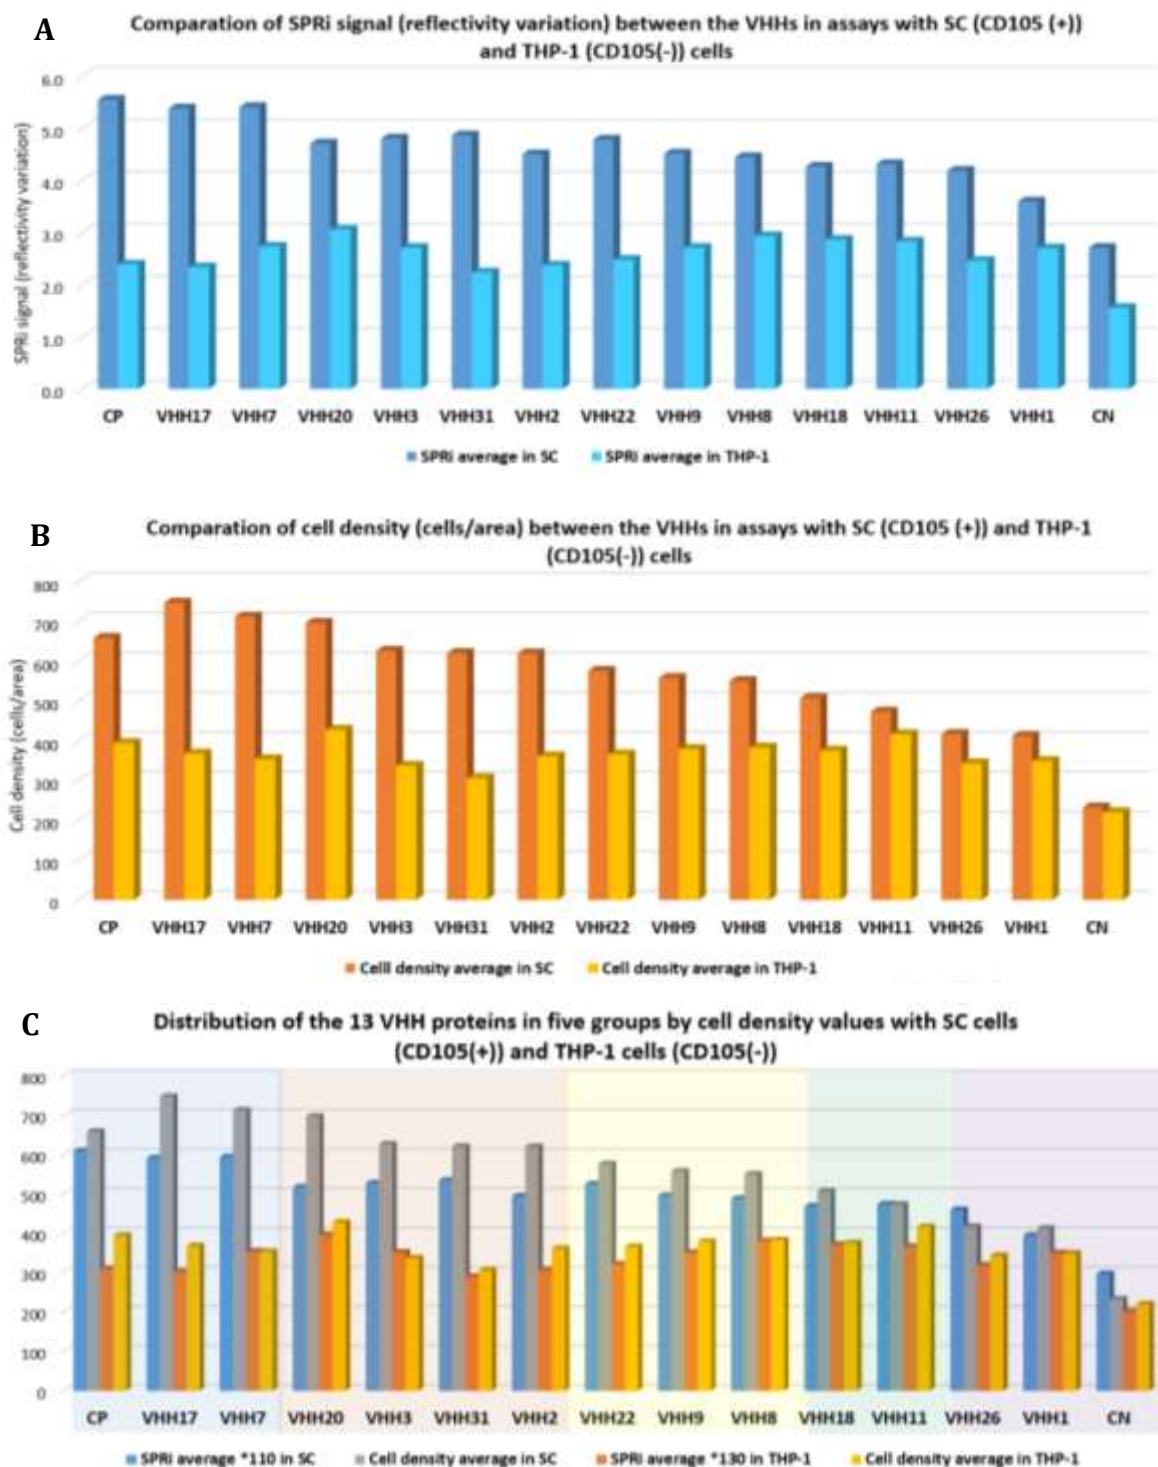 A
Comparation of SPRi signal (reflectivity variation) between the VHHs in assays with SC (CD105 (+))
and THP-1 (CD105(-)) cells
SPRi signal (reflectivity variation)
6.0
5.0
4.0
3.0
2.0
1.0
0.0
CP VHH17 VHH7 VHH20 VHH3 VHH31 VHH2 VHH22 VHH9 VHH8 VHH18 VHH11 VHH26 VHH1 CN
SPRi average in SC SPRi average in THP-1
B
Comparation of cell density (cells/area) between the VHHs in assays with SC (CD105 (+)) and THP-1
(CD105(-)) cells
Cell density (cells/area)
800
700
600
500
400
300
200
100
0
CP VHH17 VHH7 VHH20 VHH3 VHH31 VHH2 VHH22 VHH9 VHH8 VHH18 VHH11 VHH26 VHH1 CN
Celll density average in SC Cell density average in THP-1
C
Distribution of the 13 VHH proteins in five groups by cell density values with SC cells
(CD105(+)) and THP-1 cells (CD105(-))
800
700
600
500
400
300
200
100
0
CP VHH17 VHH7 VHH20 VHH3 VHH31 VHH2 VHH22 VHH9 VHH8 VHH18 VHH11 VHH26 VHH1 CN
SPRi average *110 in SC Cell density average in SC SPRi average *130 in THP-1 Cell density average in THP-1